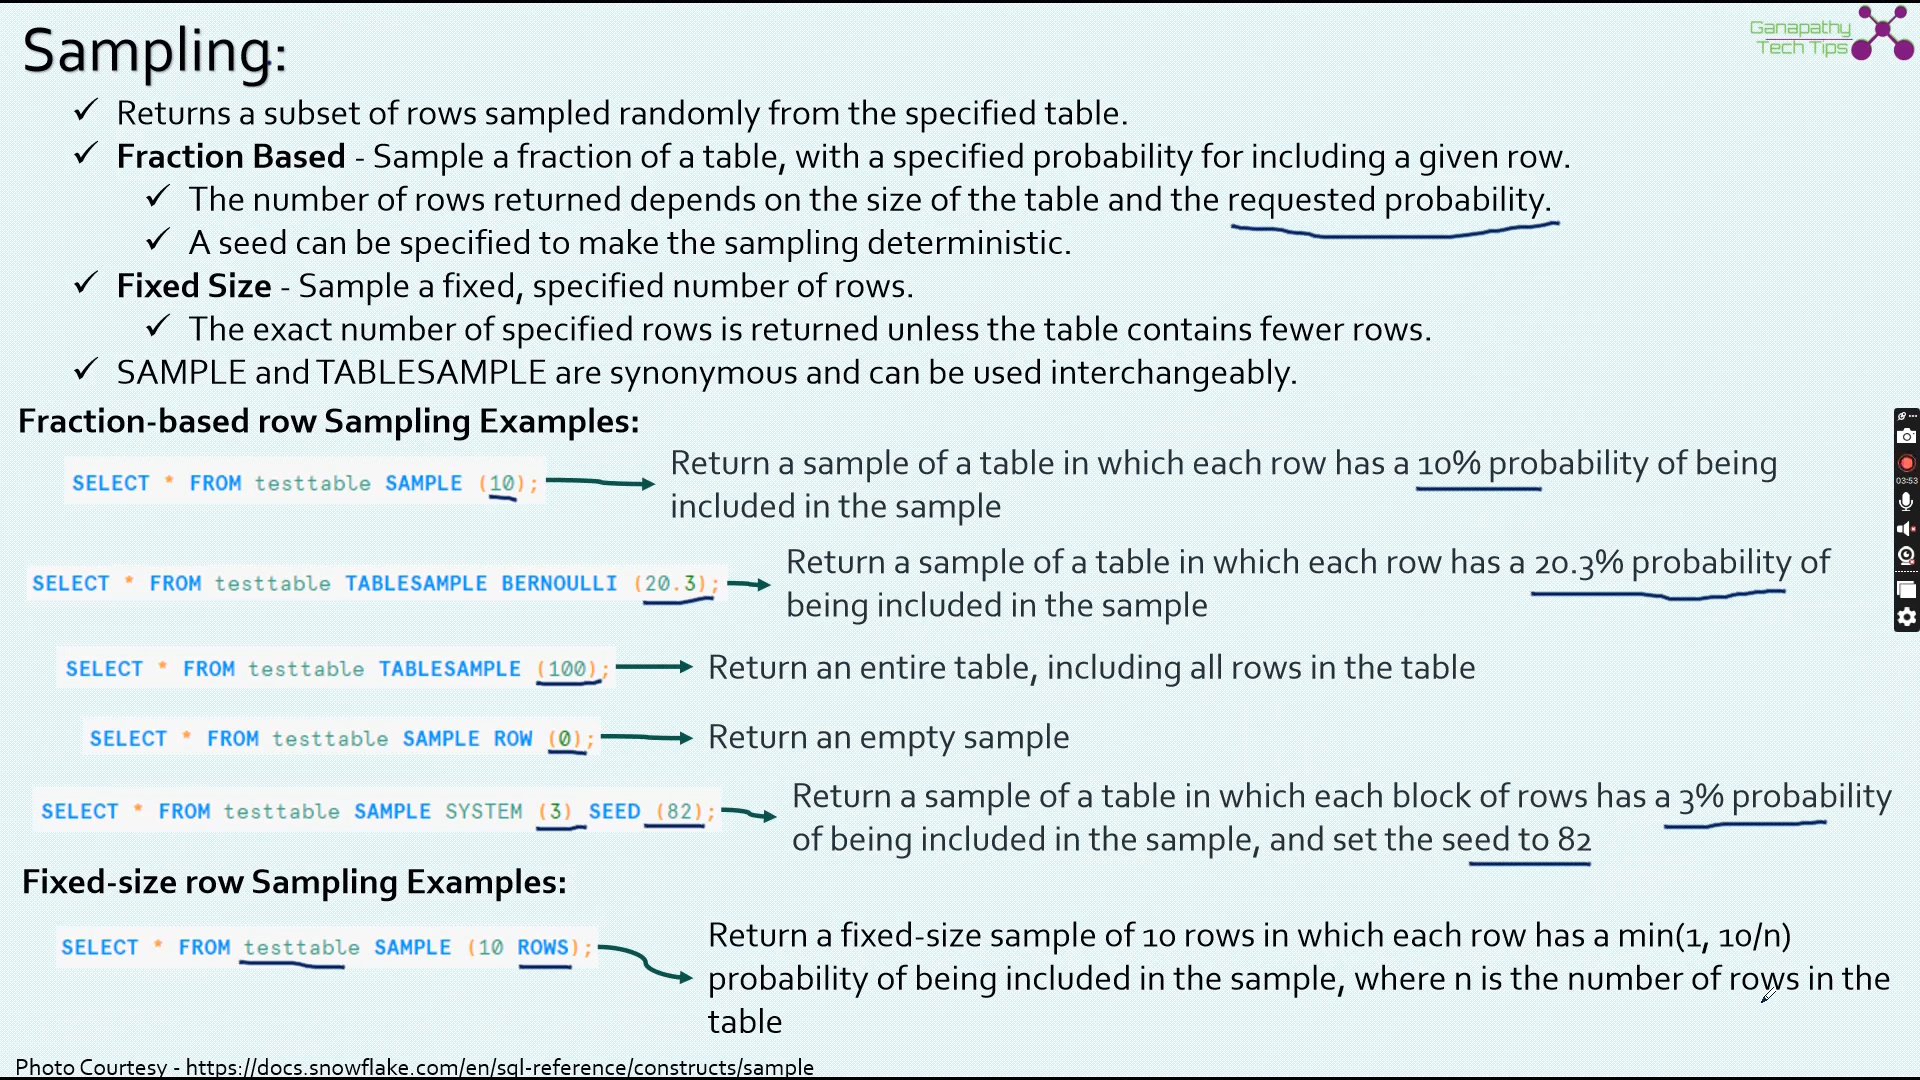 Sampling:
Ganapathy
Tech Tips
✓ Returns a subset of rows sampled randomly from the specified table.
✓ Fraction Based - Sample a fraction of a table, with a specified probability for including a given row.
✓ The number of rows returned depends on the size of the table and the requested probability.
✓ A seed can be specified to make the sampling deterministic.
✓ Fixed Size - Sample a fixed, specified number of rows.
✓ The exact number of specified rows is returned unless the table contains fewer rows.
✓ SAMPLE and TABLESAMPLE are synonymous and can be used interchangeably.
Fraction-based row Sampling Examples:
SELECT * FROM testtable SAMPLE (10);
Return a sample of a table in which each row has a 10% probability of being
included in the sample
SELECT * FROM testtable TABLESAMPLE BERNOULLI (20.3);
Return a sample of a table in which each row has a 20.3% probability of
being included in the sample
SELECT * FROM testtable TABLESAMPLE (100);
Return an entire table, including all rows in the table
SELECT * FROM testtable SAMPLE ROW (0);
Return an empty sample
SELECT * FROM testtable SAMPLE SYSTEM (3) SEED (82);
Return a sample of a table in which each block of rows has a 3% probability
of being included in the sample, and set the seed to 82
Fixed-size row Sampling Examples:
SELECT * FROM testtable SAMPLE (10 ROWS);
Return a fixed-size sample of 10 rows in which each row has a min(1, 10/n)
probability of being included in the sample, where n is the number of rows in the
table
Photo Courtesy - https://docs.snowflake.com/en/sql-reference/constructs/sample
03:53